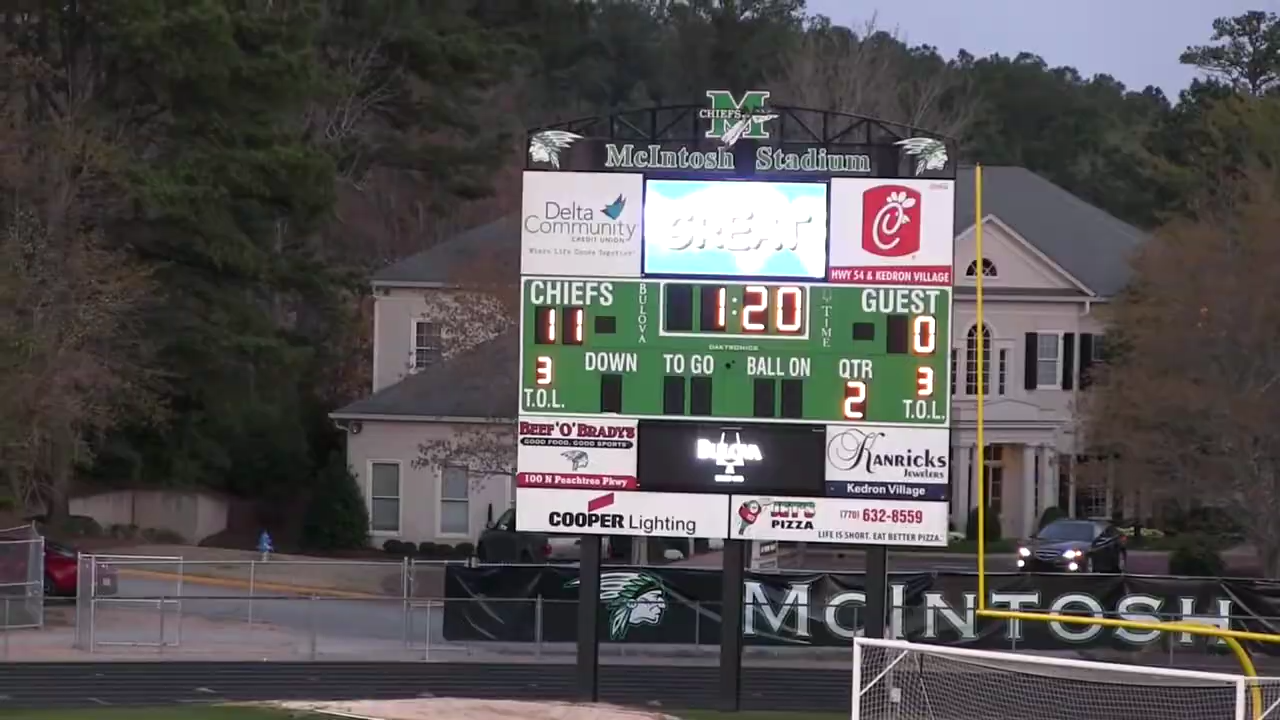 CHIEFS M
McIntosh Stadium
Delta
Community
CREDIT UNION
Where Life Comes Together
GREAT
HWY 54 & KEDRON VILLAGE
CHIEFS
BULOVA
1:20
GUEST
11
0
DAKTRONICS
DOWN
TO GO
BALL ON
QTR
3
2
3
T.O.L.
T.O.L.
BEEF 'O' BRADY'S
GOOD FOOD. GOOD SPORTS
100 N Peachtree Pkwy
BULOVA
KANRICKS
JEWELERS
Kedron Village
COOPER Lighting
JET'S
PIZZA
(770) 632-8559
LIFE IS SHORT. EAT BETTER PIZZA.
MCINTOSH